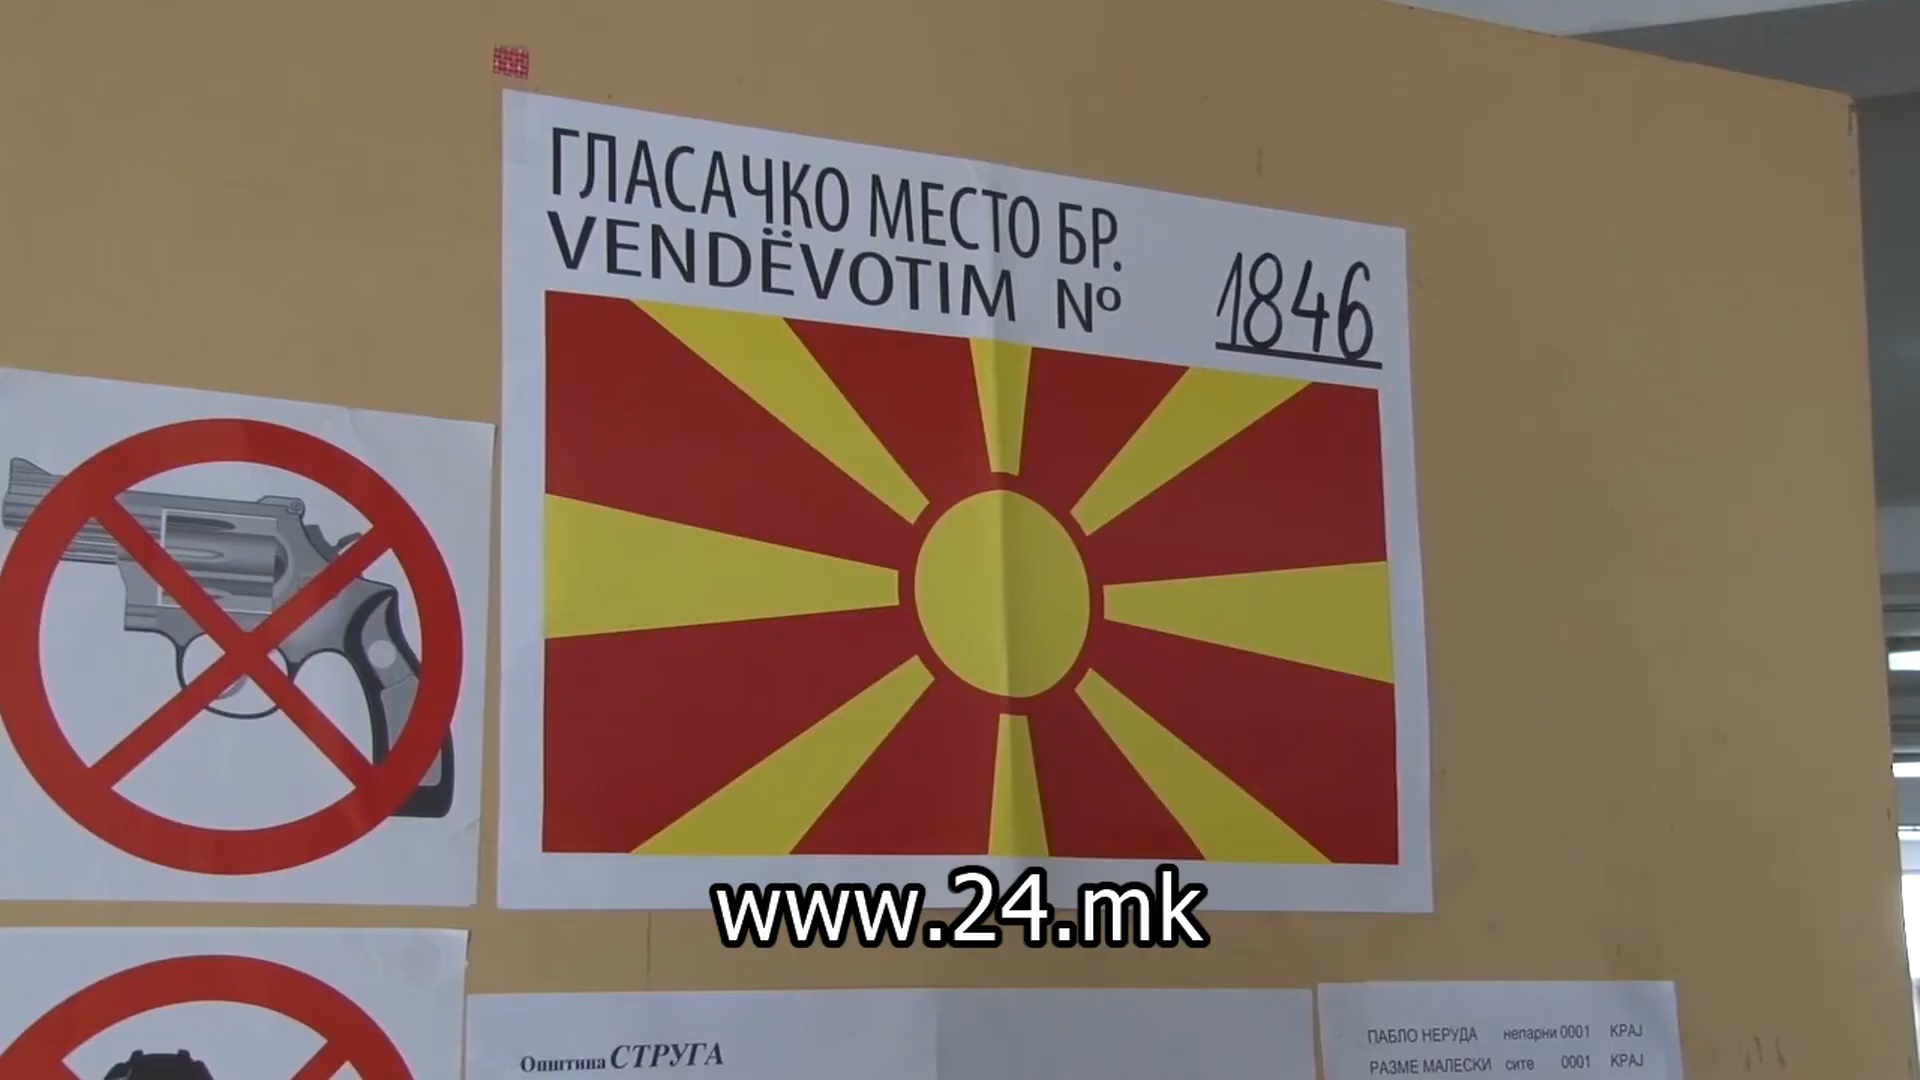 ГЛАСАЧКО МЕСТО БР.
VENDËVOTIM Nº 1846
www.24.mk
Општина СТРУГА
ПАБЛО НЕРУДА непарни 0001 КРАЈ
РАЗМЕ МАЛЕСКИ сите 0001 КРАЈ